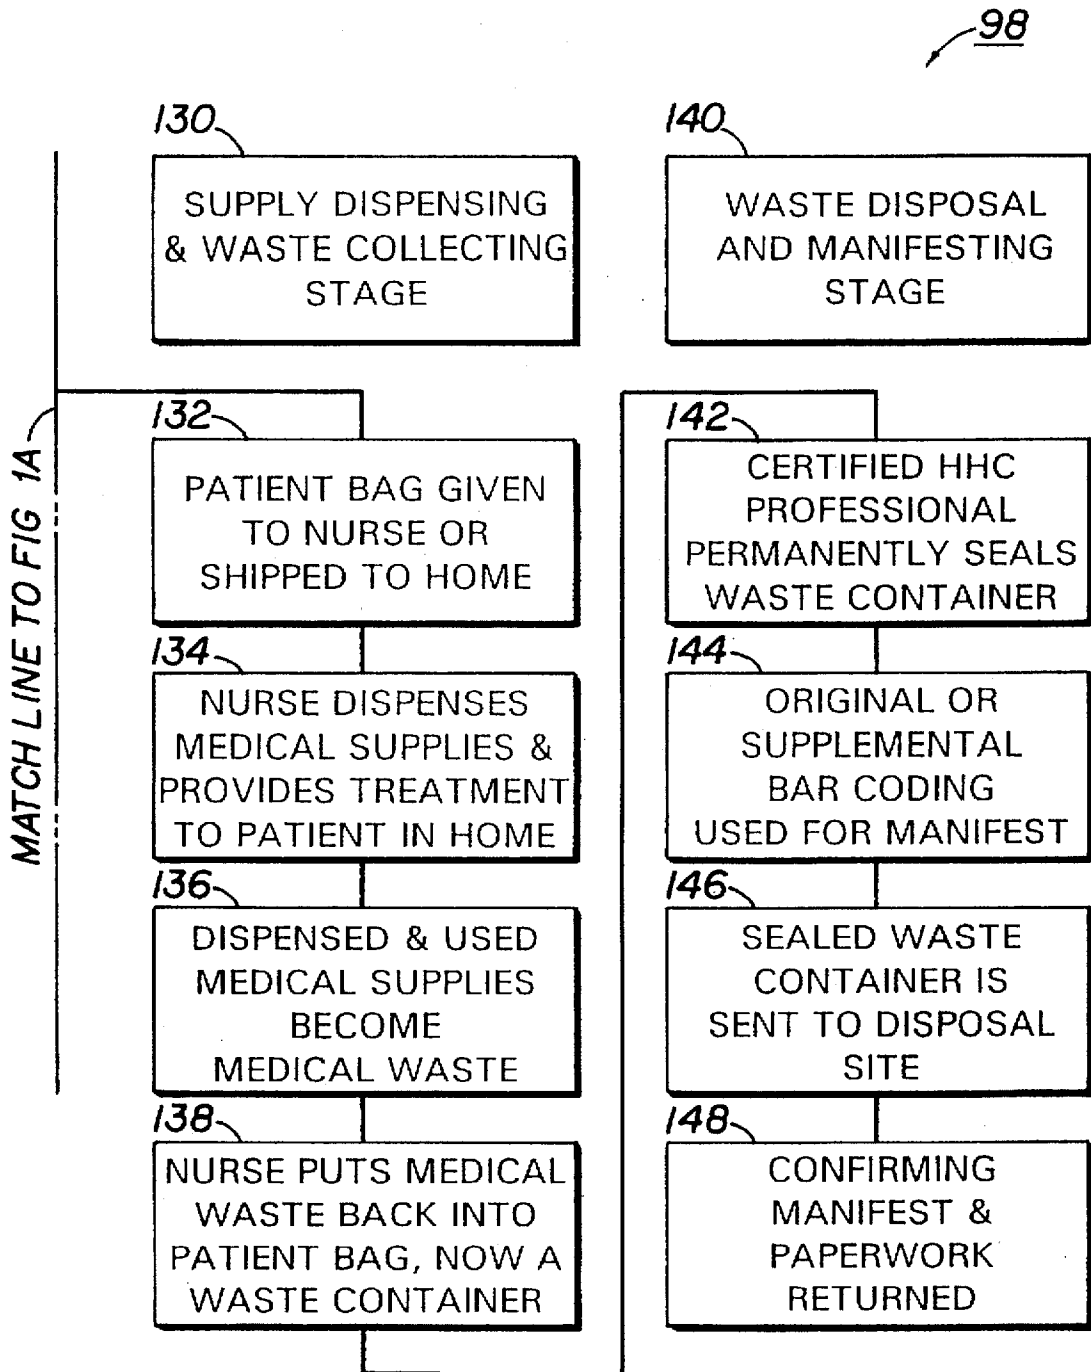 98
130
SUPPLY DISPENSING
& WASTE COLLECTING
STAGE
MATCH LINE TO FIG 1A
132
PATIENT BAG GIVEN
TO NURSE OR
SHIPPED TO HOME
134
NURSE DISPENSES
MEDICAL SUPPLIES &
PROVIDES TREATMENT
TO PATIENT IN HOME
136
DISPENSED & USED
MEDICAL SUPPLIES
BECOME
MEDICAL WASTE
138
NURSE PUTS MEDICAL
WASTE BACK INTO
PATIENT BAG, NOW A
WASTE CONTAINER
140
WASTE DISPOSAL
AND MANIFESTING
STAGE
142
CERTIFIED HHC
PROFESSIONAL
PERMANENTLY SEALS
WASTE CONTAINER
144
ORIGINAL OR
SUPPLEMENTAL
BAR CODING
USED FOR MANIFEST
146
SEALED WASTE
CONTAINER IS
SENT TO DISPOSAL
SITE
148
CONFIRMING
MANIFEST &
PAPERWORK
RETURNED